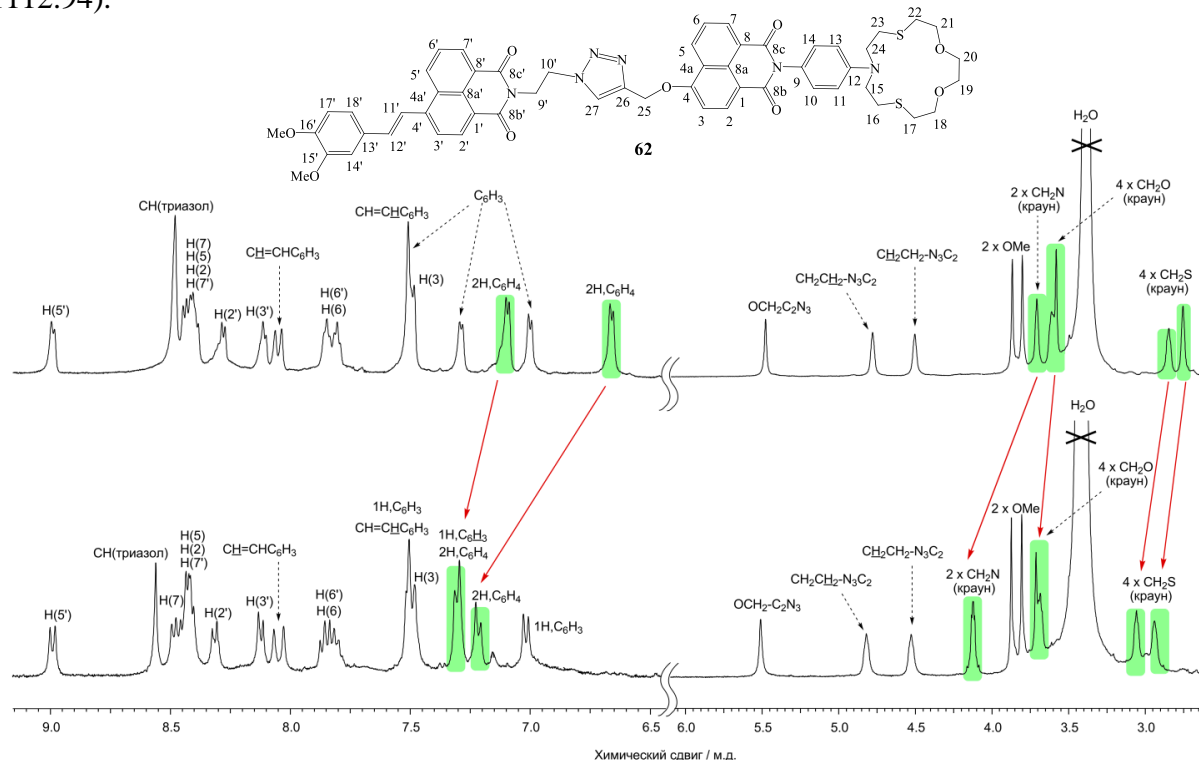 1112.94).
6' 7' O 10' N N N 6 7 O 14 13 23 22 21
5' 8' 8c' 5 8 8c S O 24
4a' 8a' N N 4a 8a N 9 12 N 20
17' 18' 11' 9' 27 26 25 O 4 8b 10 11 15 O 19
MeO 16' 13' 12' 4' 1' 8b' O 3 2 1 O 16 S 17 18
15' 14' 3' 2'
MeO
62
H₂O
CH(триазол)
H(7)
H(5)
H(2)
H(7')
CH=CHC₆H₃
H(5')
H(2')
H(3')
H(6')
H(6)
CH=CHC₆H₃
C₆H₃
H(3)
2H,C₆H₄
2H,C₆H₄
OCH₂C₂N₃
CH₂CH₂-N₃C₂
CH₂CH₂-N₃C₂
2 x OMe
2 x CH₂N
(краун)
4 x CH₂O
(краун)
4 x CH₂S
(краун)
H₂O
CH(триазол)
H(5')
H(7)
H(5)
H(2)
H(7')
H(2')
CH=CHC₆H₃
H(3')
H(6')
H(6)
1H,C₆H₃
CH=CHC₆H₃
H(3)
1H,C₆H₃
2H,C₆H₄
2H,C₆H₄
1H,C₆H₃
OCH₂-C₂N₃
CH₂CH₂-N₃C₂
CH₂CH₂-N₃C₂
2 x CH₂N
(краун)
2 x OMe
4 x CH₂O
(краун)
4 x CH₂S
(краун)
9.0 8.5 8.0 7.5 7.0 6.5 6.0 5.5 5.0 4.5 4.0 3.5 3.0
Химический сдвиг / м.д.